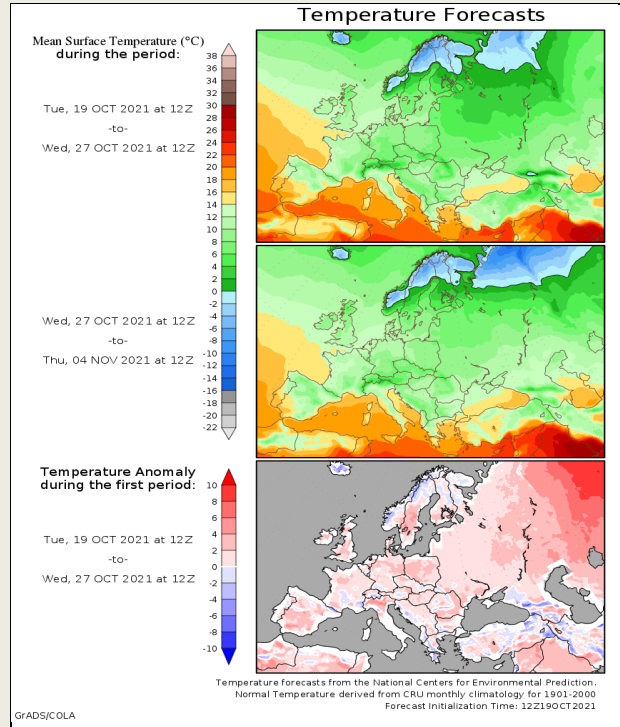 Temperature Forecasts
Mean Surface Temperature (°C)
during the period:
38
36
34
32
30
28
26
24
22
20
18
16
14
12
10
8
6
4
2
0
-2
-4
-6
-8
-10
-12
-14
-16
-18
-20
-22
Tue, 19 OCT 2021 at 12Z
-to-
Wed, 27 OCT 2021 at 12Z
Wed, 27 OCT 2021 at 12Z
-to-
Thu, 04 NOV 2021 at 12Z
Temperature Anomaly
during the first period:
10
8
6
4
2
0
-2
-4
-6
-8
-10
Tue, 19 OCT 2021 at 12Z
-to-
Wed, 27 OCT 2021 at 12Z
Temperature forecasts from the National Centers for Environmental Prediction.
Normal Temperature derived from CRU monthly climatology for 1901-2000
Forecast Initialization Time: 12Z19OCT2021
GrADS/COLA